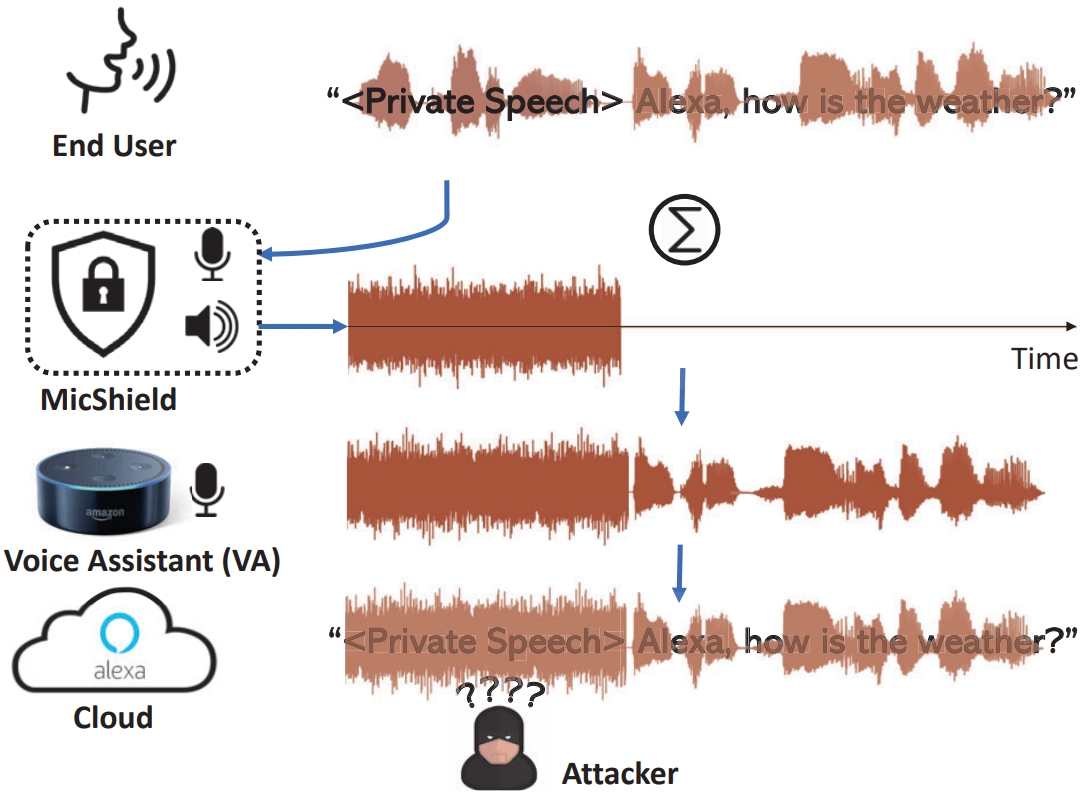 “<Private Speech> Alexa, how is the weather?”
End User
Σ
Time
MicShield
amazon
Voice Assistant (VA)
“<Private Speech> Alexa, how is the weather?”
alexa
????
Cloud
Attacker